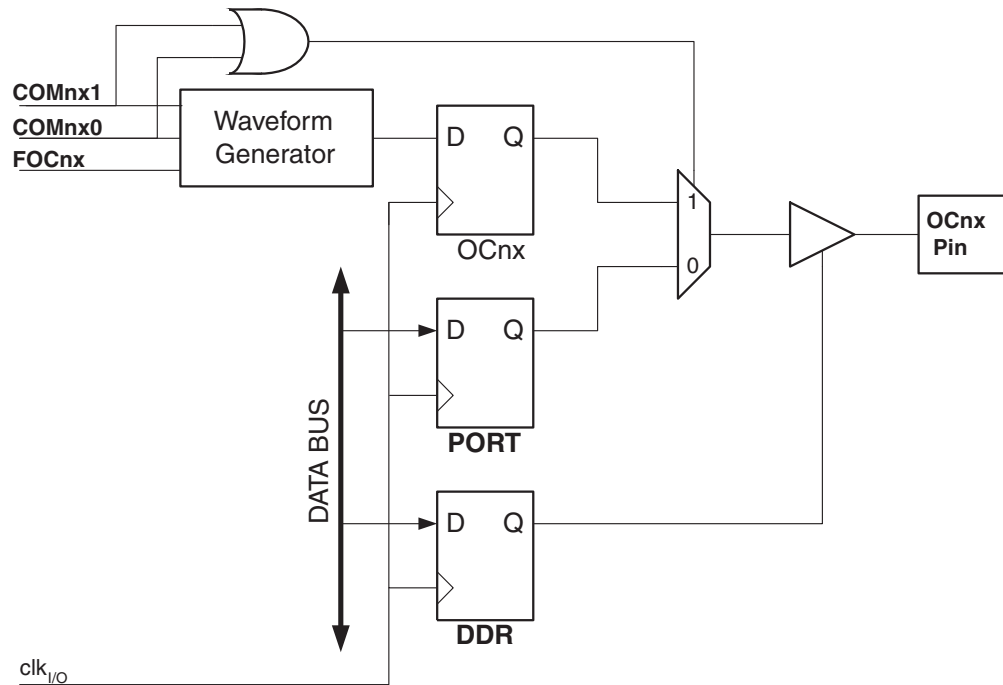 COMnx1
COMnx0
FOCnx
Waveform
Generator
D Q
OCnx
1
0
OCnx
Pin
D Q
PORT
DATA BUS
D Q
DDR
clkI/O